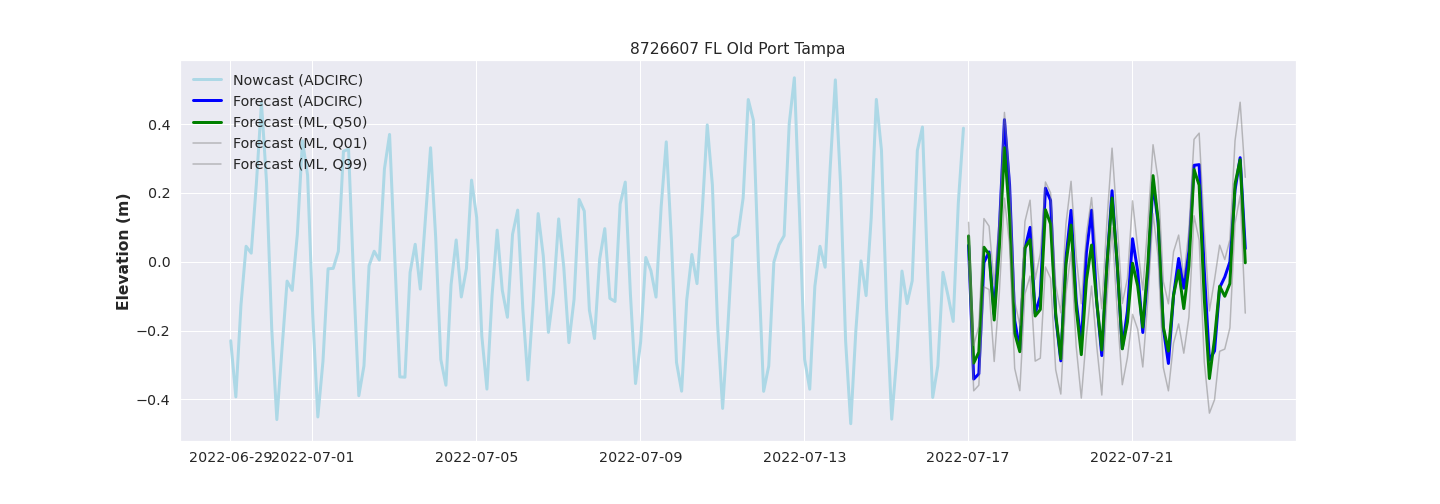 8726607 FL Old Port Tampa
Nowcast (ADCIRC)
Forecast (ADCIRC)
Forecast (ML, Q50)
Forecast (ML, Q01)
Forecast (ML, Q99)
Elevation (m)
0.4
0.2
0.0
−0.2
−0.4
2022-06-29 2022-07-01 2022-07-05 2022-07-09 2022-07-13 2022-07-17 2022-07-21